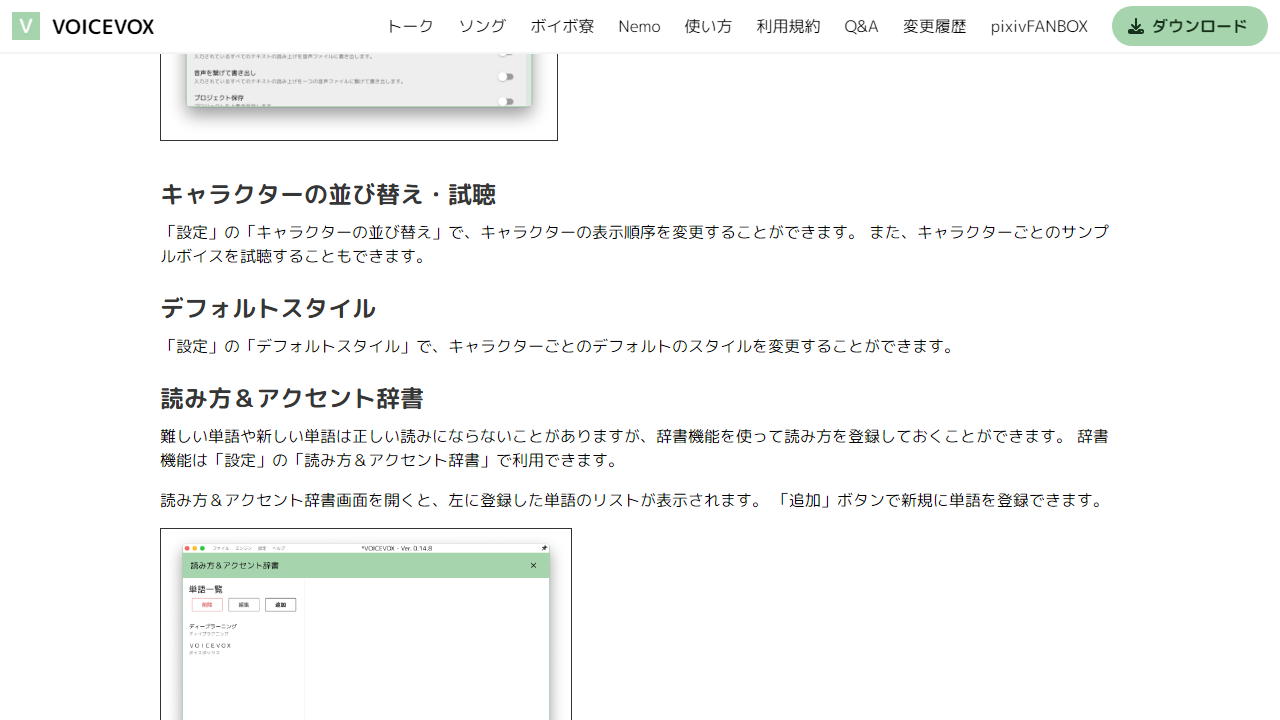 VOICEVOX
トーク ソング ボイボ寮 Nemo 使い方 利用規約 Q&A 変更履歴 pixivFANBOX ダウンロード
入力されているすべてのテキストの読み上げを音声ファイルに書き出します。
音声を繋げて書き出し
入力されているすべてのテキストの読み上げを一つの音声ファイルに繋げて書き出します。
プロジェクト保存
キャラクターの並び替え・試聴
「設定」の「キャラクターの並び替え」で、キャラクターの表示順序を変更することができます。 また、キャラクターごとのサンプ
ルボイスを試聴することもできます。
デフォルトスタイル
「設定」の「デフォルトスタイル」で、キャラクターごとのデフォルトのスタイルを変更することができます。
読み方＆アクセント辞書
難しい単語や新しい単語は正しい読みにならないことがありますが、辞書機能を使って読み方を登録しておくことができます。 辞書
機能は「設定」の「読み方＆アクセント辞書」で利用できます。
読み方＆アクセント辞書画面を開くと、左に登録した単語のリストが表示されます。 「追加」ボタンで新規に単語を登録できます。
ファイル エンジン 設定 ヘルプ *VOICEVOX - Ver. 0.14.8
読み方＆アクセント辞書
単語一覧
削除 編集 追加
ディープラーニング
ディイプラアニング
ＶＯＩＣＥＶＯＸ
ボイスボックス